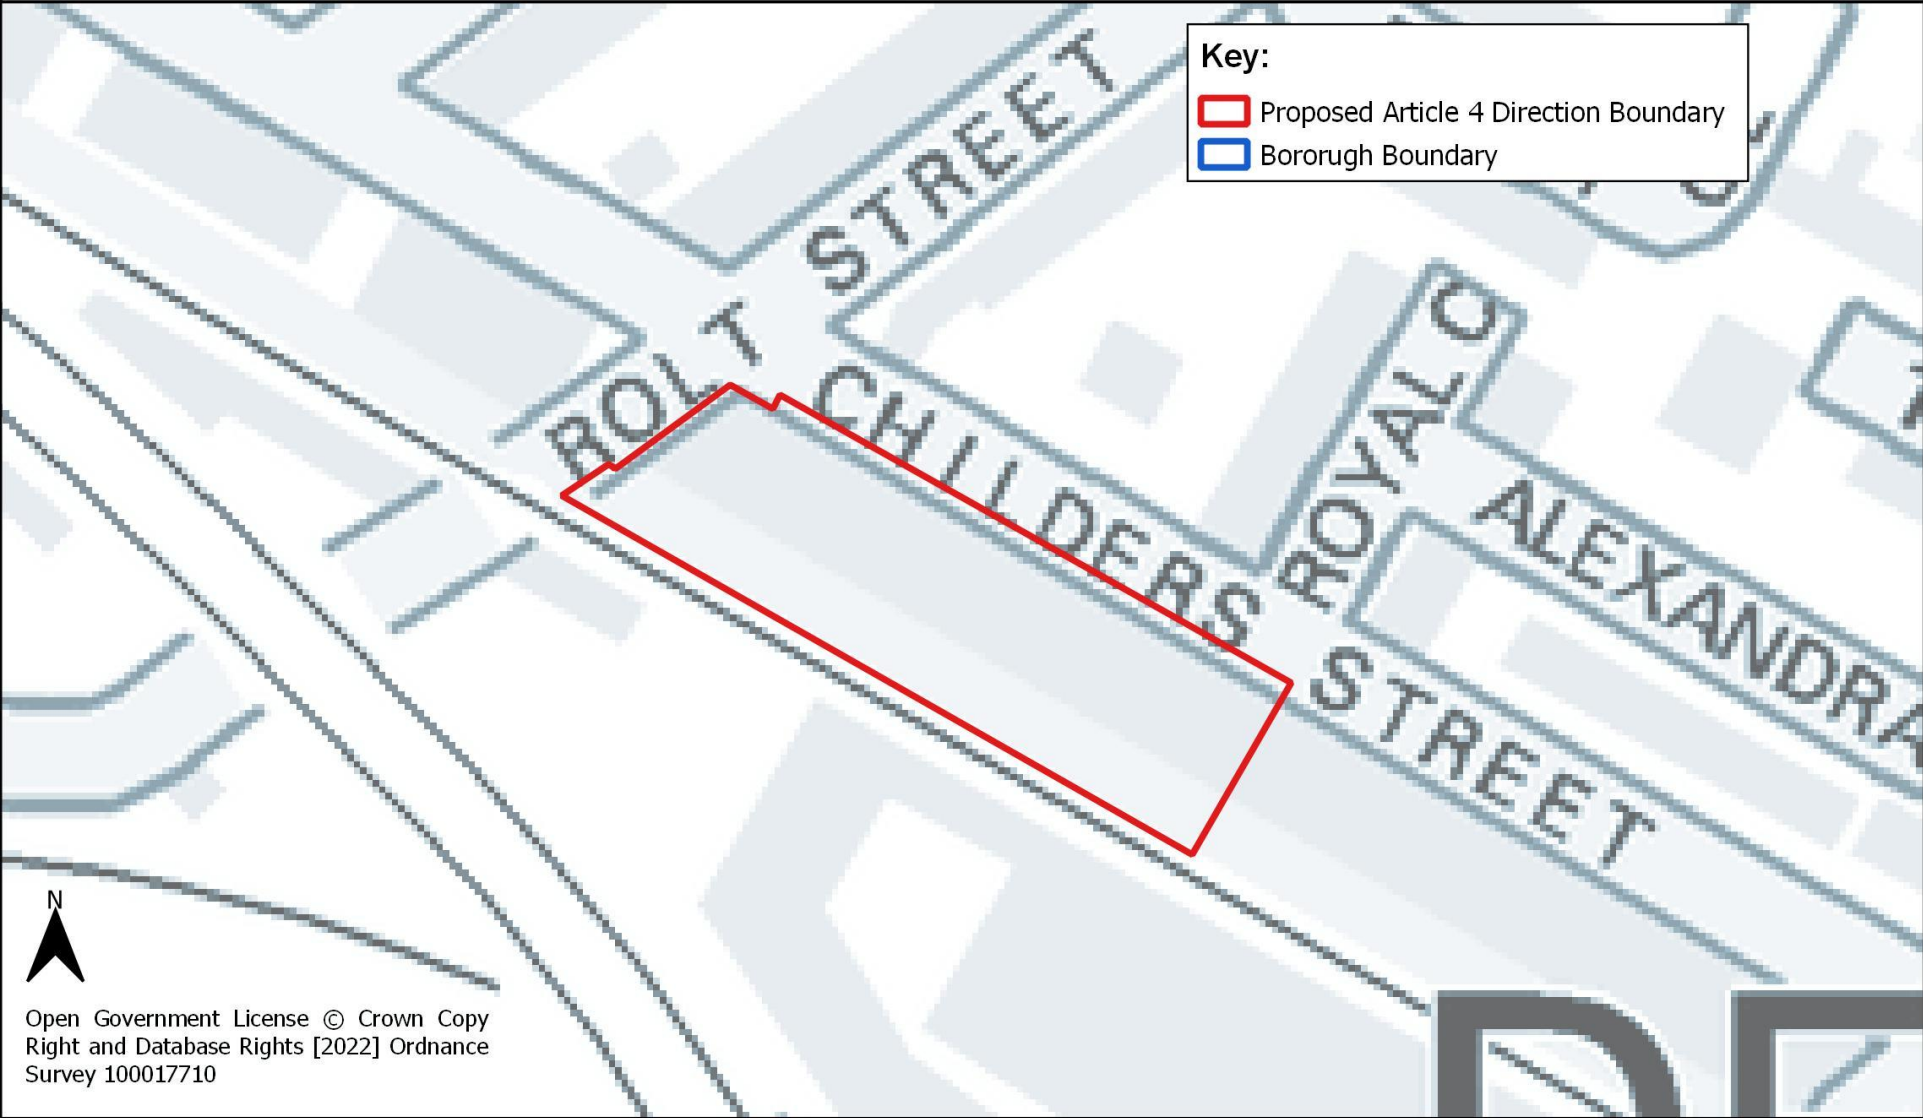 Key:
Proposed Article 4 Direction Boundary
Bororugh Boundary
ROLT STREET
CHILDERS STREET
ROYAL C
ALEXANDRA
N
Open Government License © Crown Copy
Right and Database Rights [2022] Ordnance
Survey 100017710